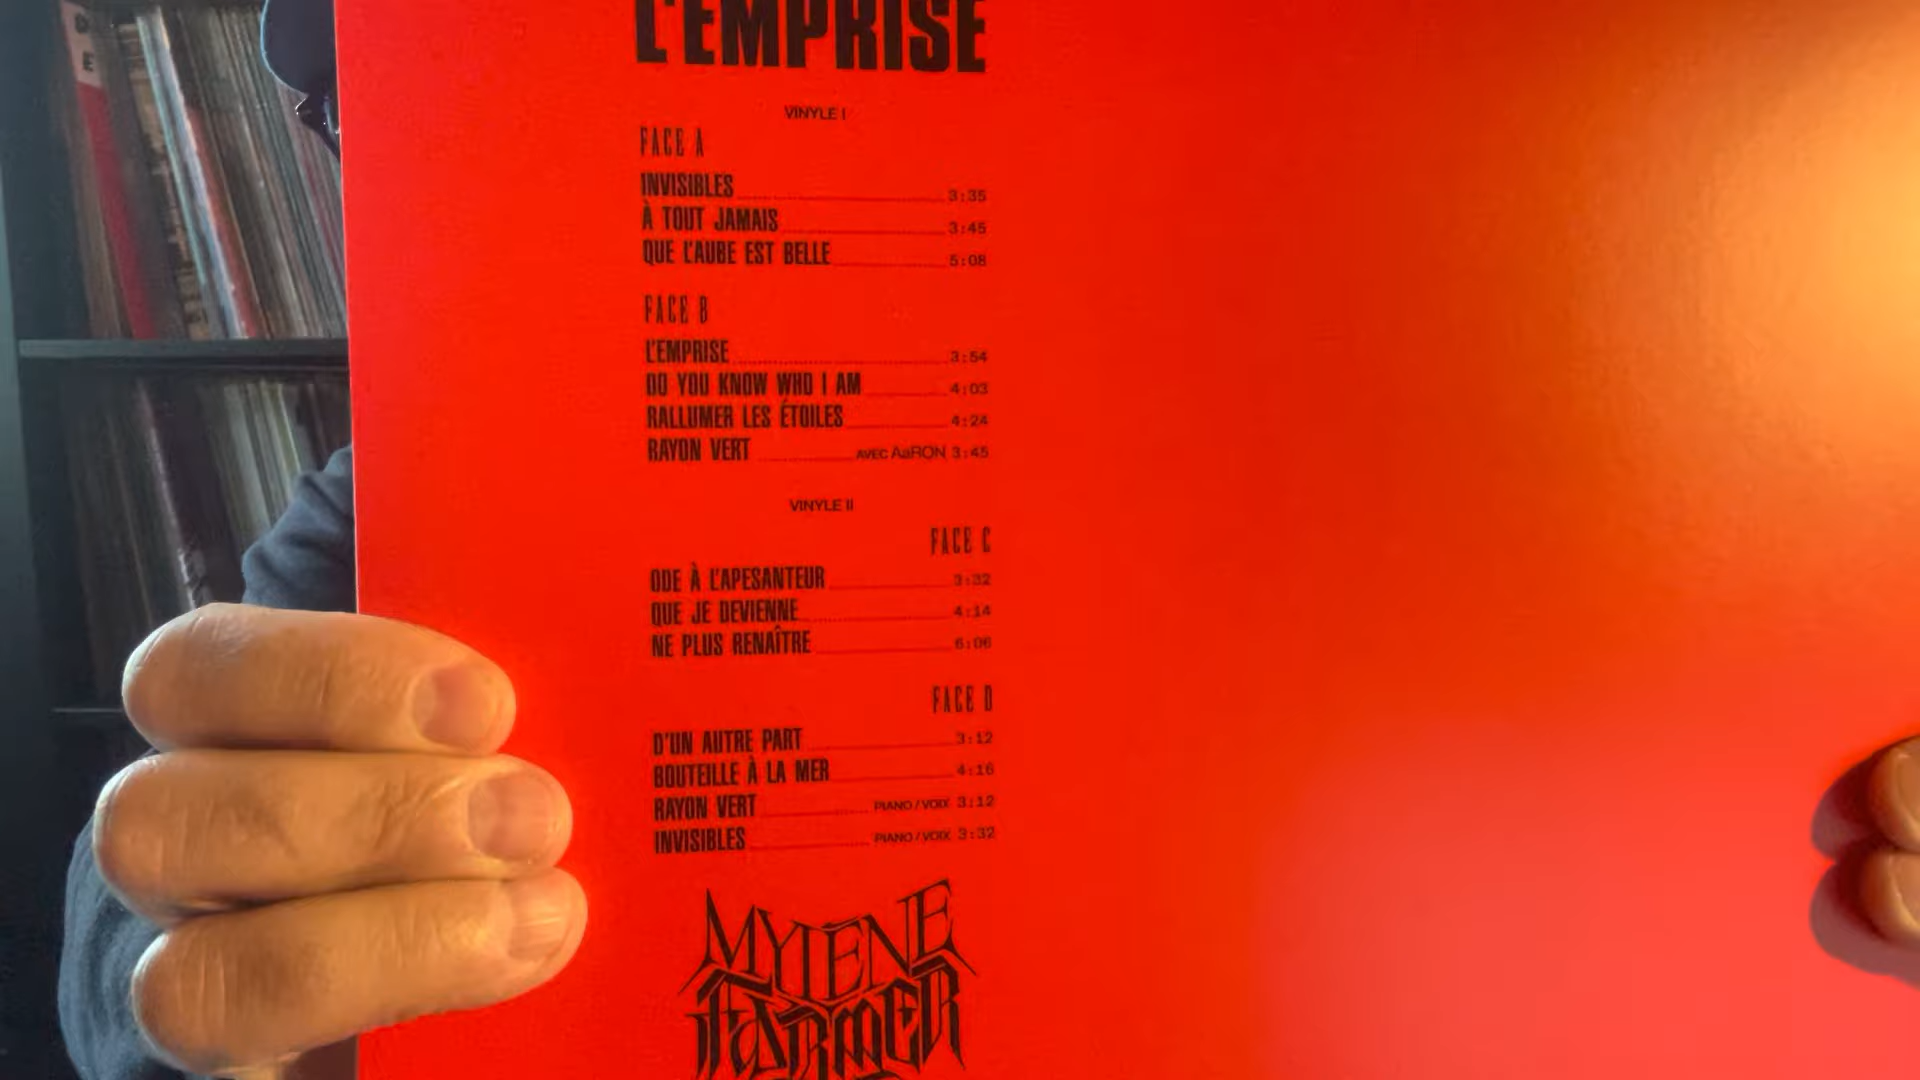 L'EMPRISE
VINYLE I
FACE A
INVISIBLES 3:35
À TOUT JAMAIS 3:45
QUE L'AUBE EST BELLE 5:08
FACE B
L'EMPRISE 3:54
DO YOU KNOW WHO I AM 4:03
RALLUMER LES ÉTOILES 4:24
RAYON VERT AVEC AaRON 3:45
VINYLE II
FACE C
ODE À L'APESANTEUR 3:32
QUE JE DEVIENNE 4:14
NE PLUS RENAÎTRE 6:06
FACE D
D'UN AUTRE PART 3:12
BOUTEILLE À LA MER 4:16
RAYON VERT PIANO / VOIX 3:12
INVISIBLES PIANO / VOIX 3:32
MYLENE
FARMER